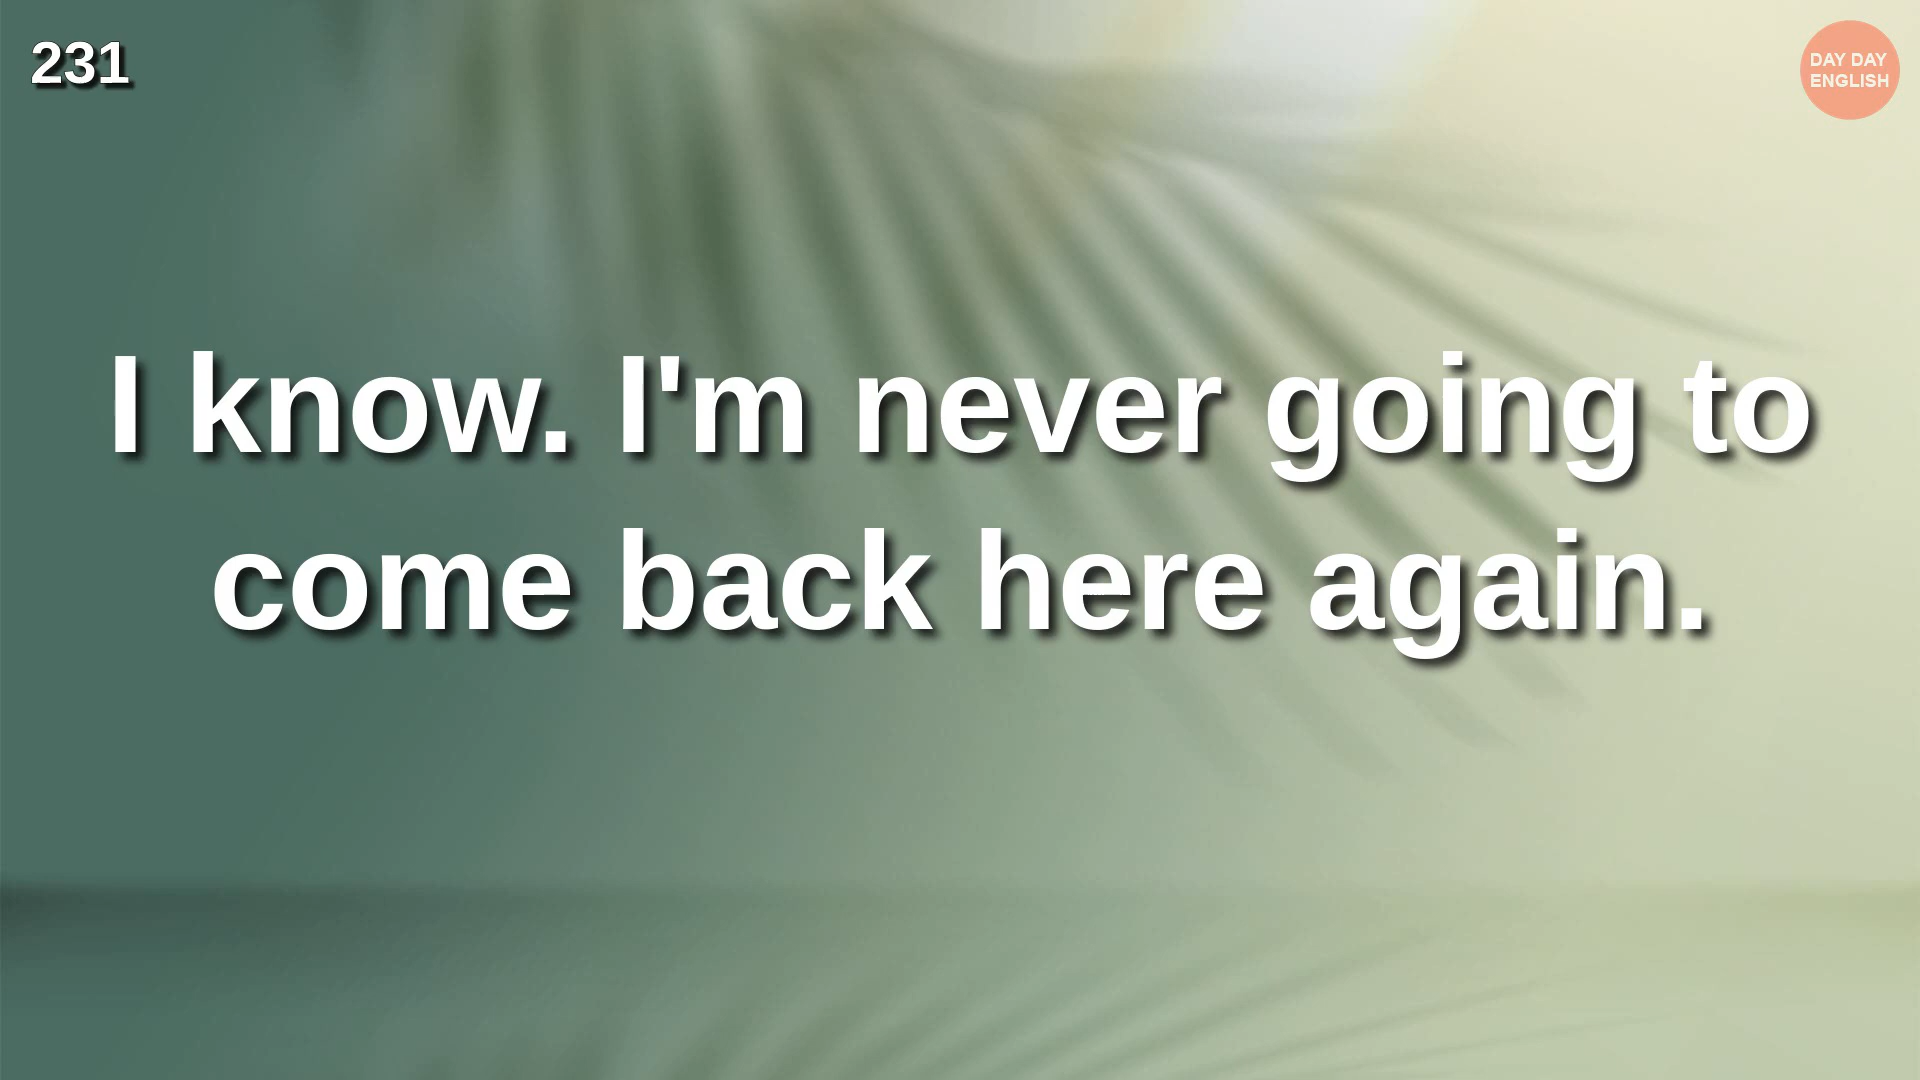 231
DAY DAY
ENGLISH
I know. I'm never going to
come back here again.